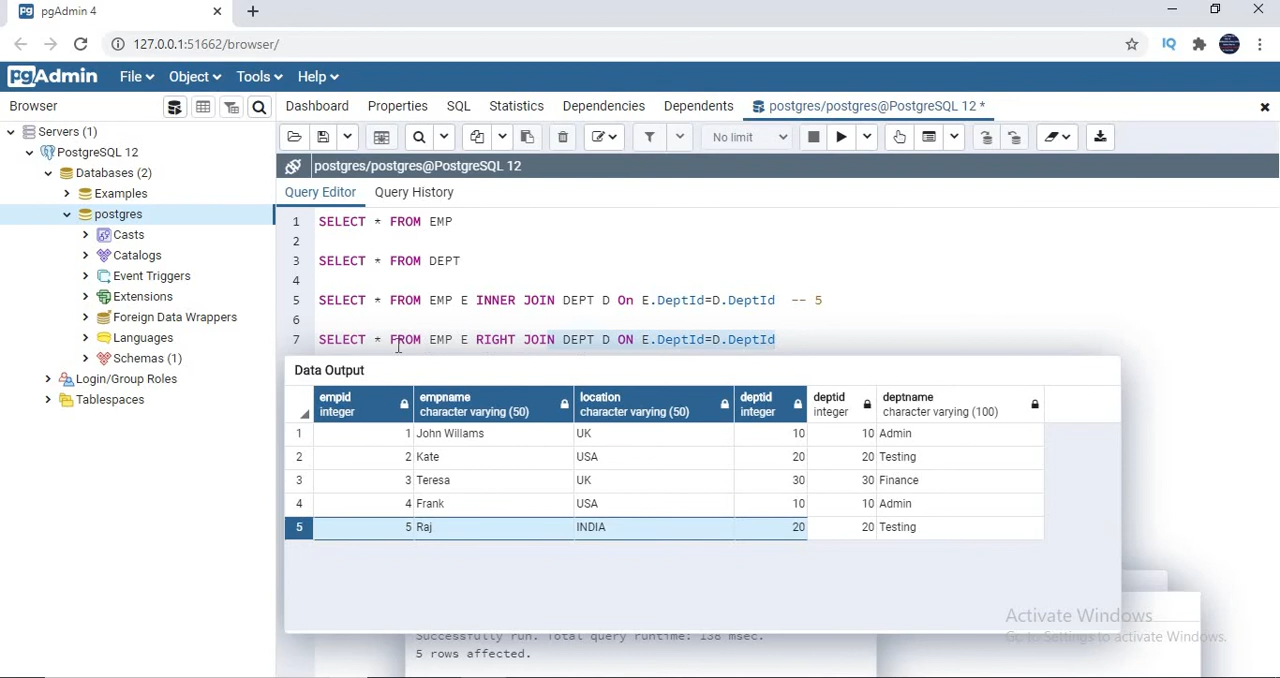 pgAdmin 4
127.0.0.1:51662/browser/
IQ
pgAdmin File Object Tools Help
Browser
Dashboard Properties SQL Statistics Dependencies Dependents postgres/postgres@PostgreSQL 12 *
Servers (1)
PostgreSQL 12
Databases (2)
Examples
postgres
Casts
Catalogs
Event Triggers
Extensions
Foreign Data Wrappers
Languages
Schemas (1)
Login/Group Roles
Tablespaces
No limit
postgres/postgres@PostgreSQL 12
Query Editor Query History
1 SELECT * FROM EMP
2
3 SELECT * FROM DEPT
4
5 SELECT * FROM EMP E INNER JOIN DEPT D On E.DeptId=D.DeptId -- 5
6
7 SELECT * FROM EMP E RIGHT JOIN DEPT D ON E.DeptId=D.DeptId
Data Output
empid integer empname character varying (50) location character varying (50) deptid integer deptid integer deptname character varying (100)
1 1 John Willams UK 10 10 Admin
2 2 Kate USA 20 20 Testing
3 3 Teresa UK 30 30 Finance
4 4 Frank USA 10 10 Admin
5 5 Raj INDIA 20 20 Testing
Successfully run. Total query runtime: 138 msec.
5 rows affected.
Activate Windows
Go to Settings to activate Windows.